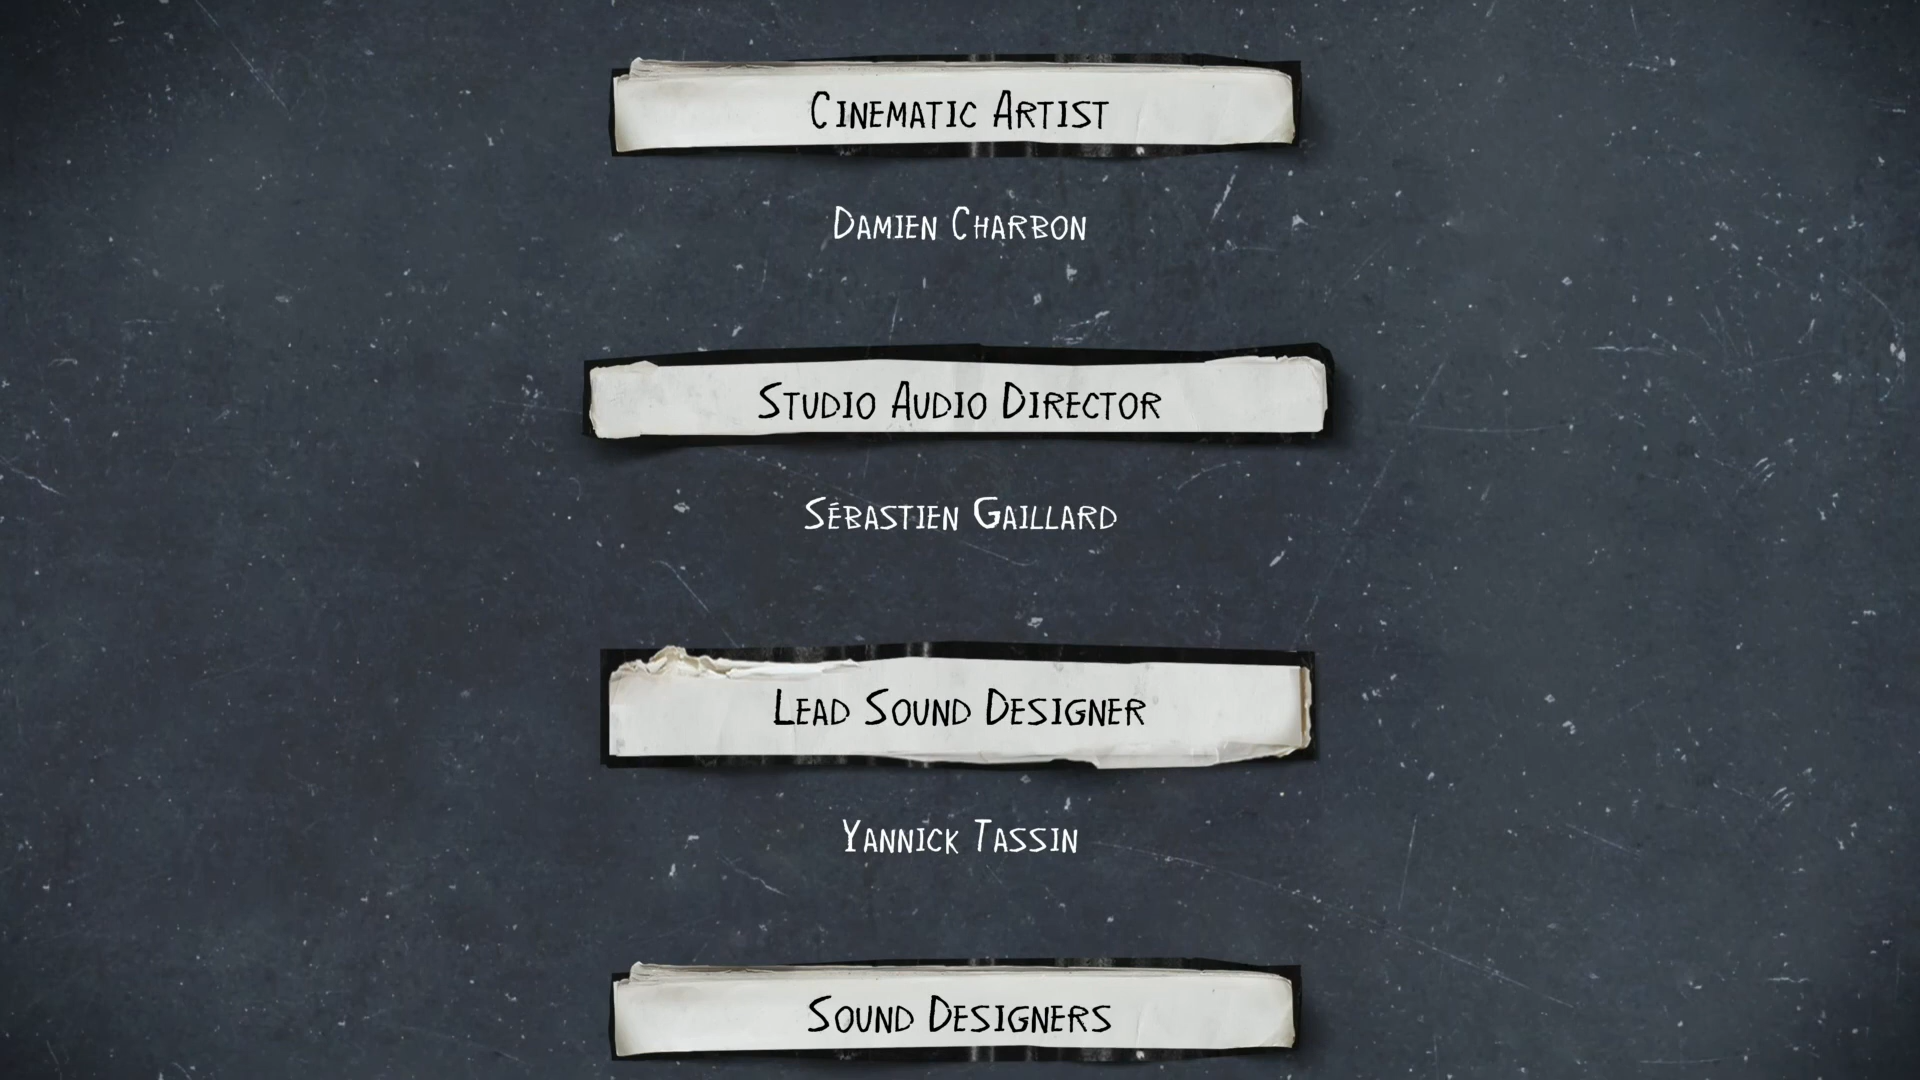 Cinematic Artist
Damien Charbon
Studio Audio Director
Sébastien Gaillard
Lead Sound Designer
Yannick Tassin
Sound Designers